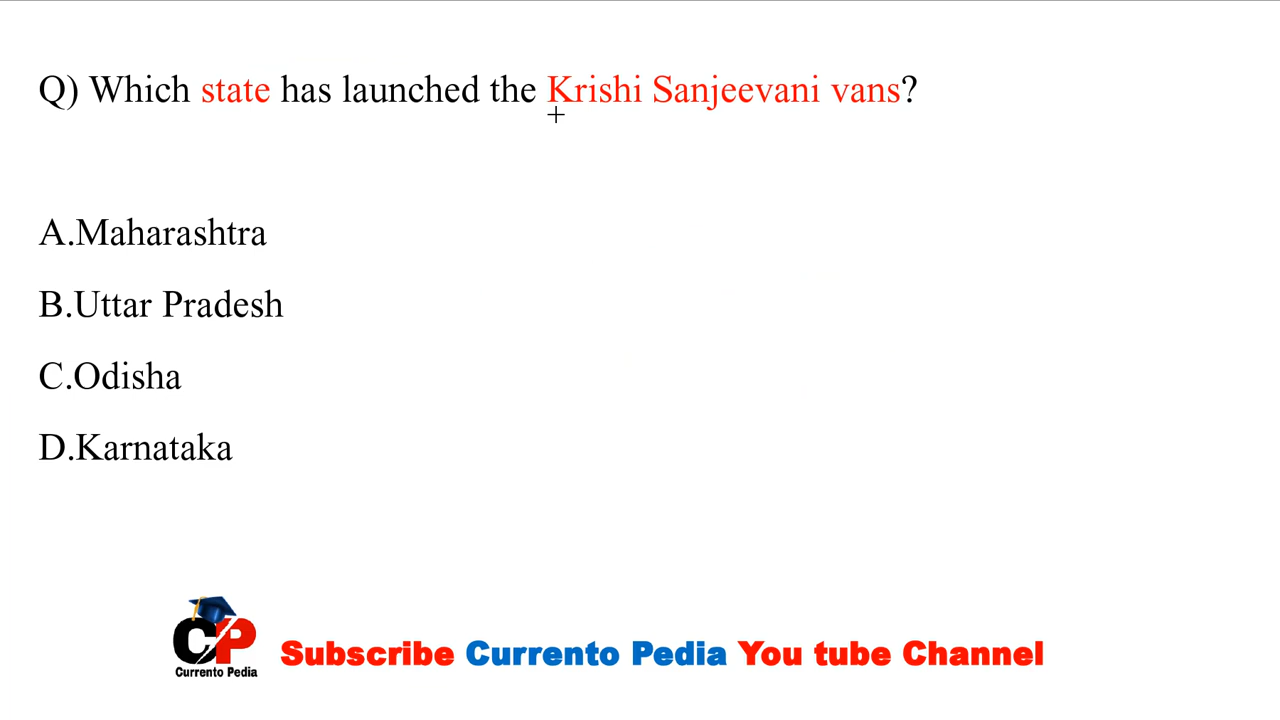 Q) Which state has launched the Krishi Sanjeevani vans?
A.Maharashtra
B.Uttar Pradesh
C.Odisha
D.Karnataka
CP
Currento Pedia
Subscribe Currento Pedia You tube Channel